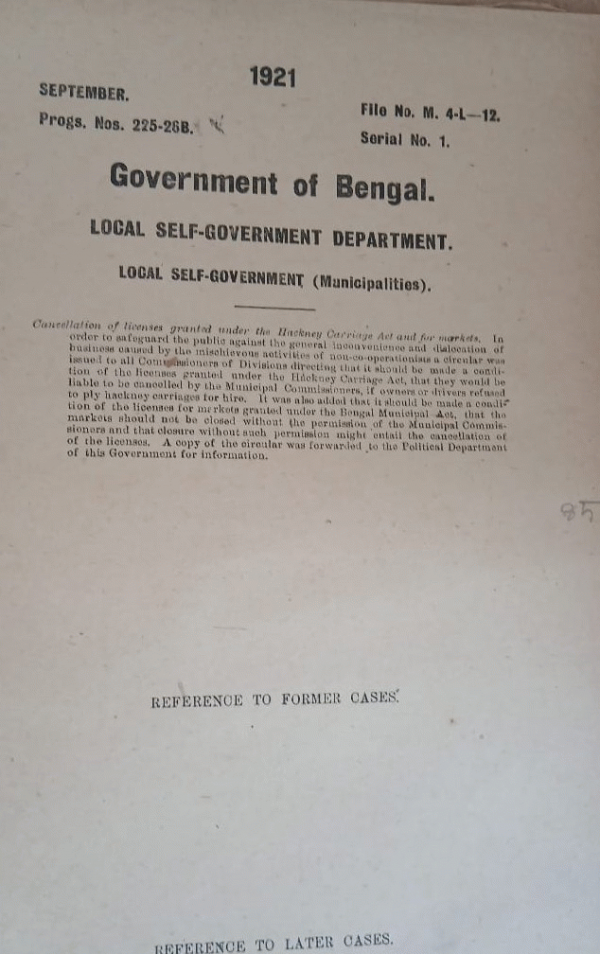 1921
SEPTEMBER.
Progs. Nos. 225-26B.
File No. M. 4-L—12.
Serial No. 1.
Government of Bengal.
LOCAL SELF-GOVERNMENT DEPARTMENT.
LOCAL SELF-GOVERNMENT (Municipalities).
Cancellation of licenses granted under the Hackney Carriage Act and for markets. In
order to safeguard the public against the general inconvenience and dislocation of
business caused by the mischievous activities of non-co-operationists a circular was
issued to all Commissioners of Divisions directing that it should be made a condi-
tion of the licenses granted under the Hackney Carriage Act, that they would be
liable to be cancelled by the Municipal Commissioners, if owners or drivers refused
to ply hackney carriages for hire. It was also added that it should be made a condi-
tion of the licenses for markets granted under the Bengal Municipal Act, that the
markets should not be closed without the permission of the Municipal Commis-
sioners and that closure without such permission might entail the cancellation of
of the licenses. A copy of the circular was forwarded to the Political Department
of this Government for information.
85
REFERENCE TO FORMER CASES.
REFERENCE TO LATER CASES.